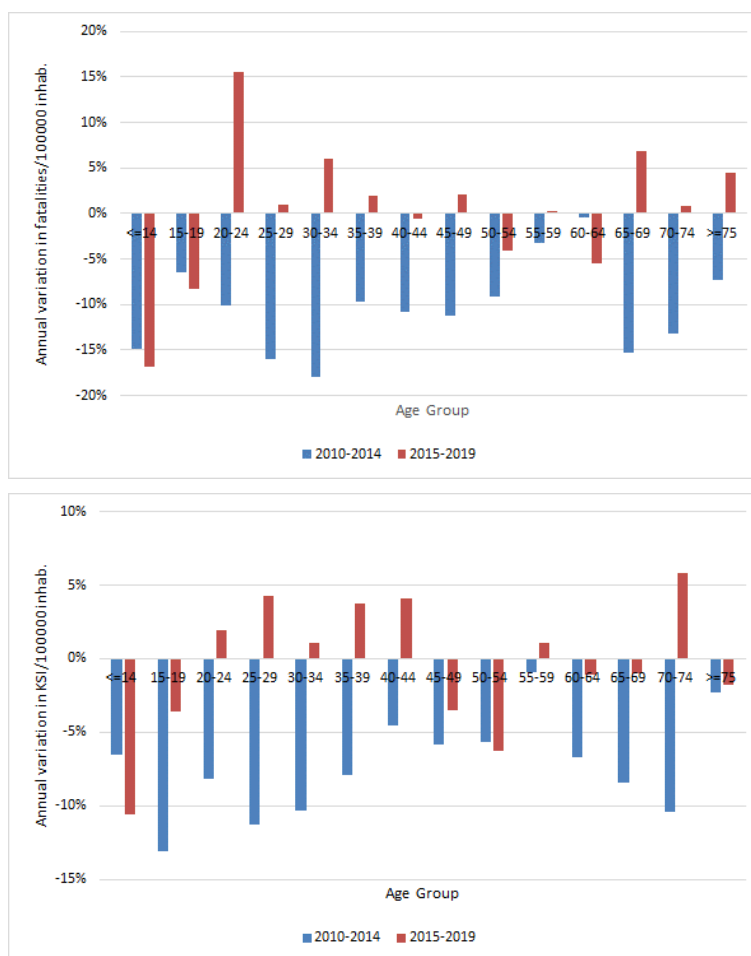 20%
15%
10%
5%
0%
-5%
-10%
-15%
-20%
Annual variation in fatalities/100000 inhab.
<=14 15-19 20-24 25-29 30-34 35-39 40-44 45-49 50-54 55-59 60-64 65-69 70-74 >=75
Age Group
2010-2014 2015-2019
10%
5%
0%
-5%
-10%
-15%
Annual variation in KSI/100000 inhab.
<=14 15-19 20-24 25-29 30-34 35-39 40-44 45-49 50-54 55-59 60-64 65-69 70-74 >=75
Age Group
2010-2014 2015-2019